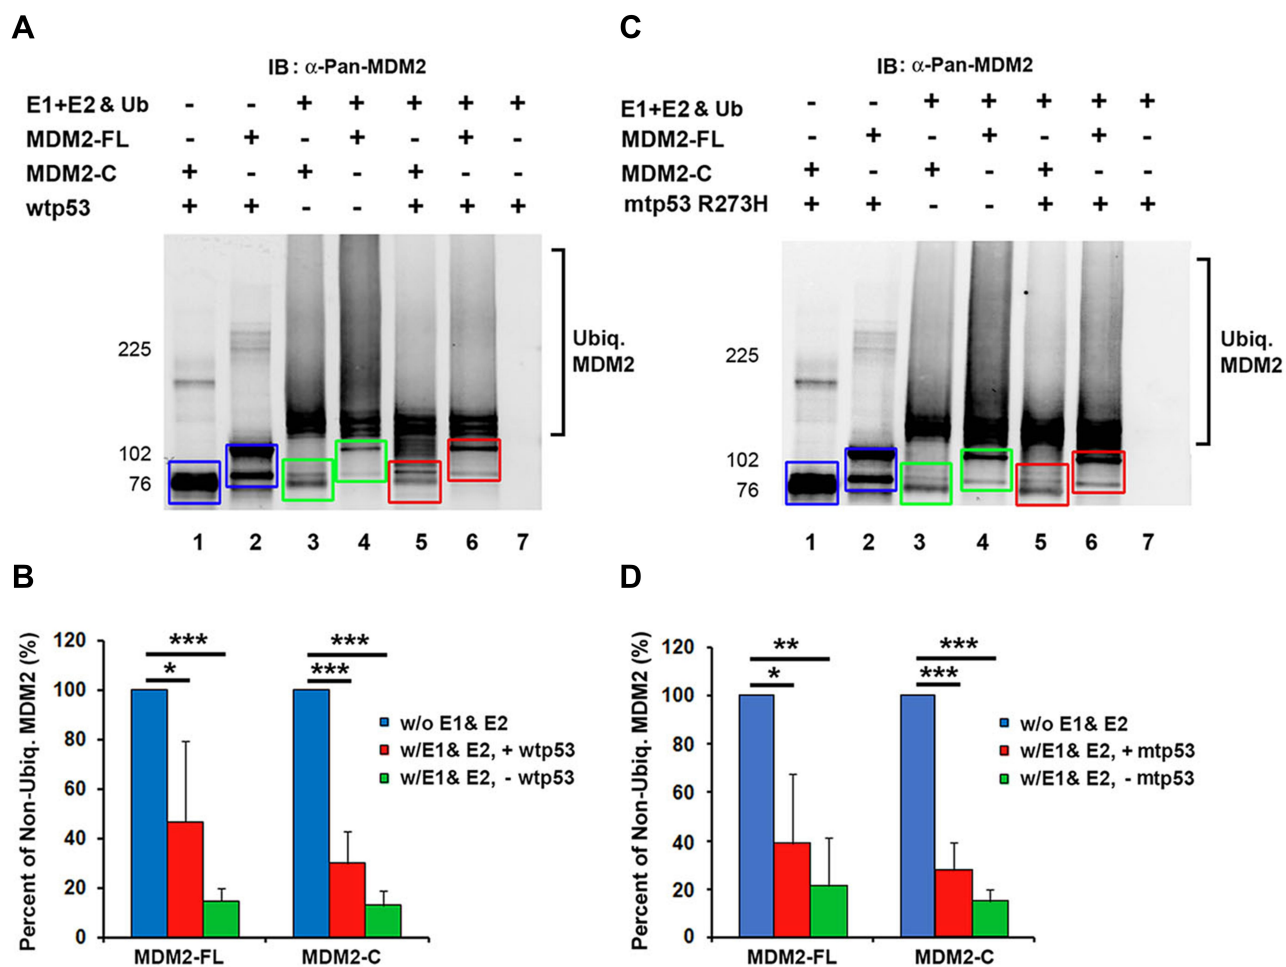 A
IB: α-Pan-MDM2
E1+E2 & Ub - - + + + + +
MDM2-FL - + - + - + -
MDM2-C + - + - + - -
wtp53 + + - - + + +
225
102
76
Ubiq.
MDM2
1 2 3 4 5 6 7
C
IB: α-Pan-MDM2
E1+E2 & Ub - - + + + + +
MDM2-FL - + - + - + -
MDM2-C + - + - + - -
mtp53 R273H + + - - + + +
225
102
76
Ubiq.
MDM2
1 2 3 4 5 6 7
B
Percent of Non-Ubiq. MDM2 (%)
120
100
80
60
40
20
0
***
*
***
***
w/o E1& E2
w/E1& E2, + wtp53
w/E1& E2, - wtp53
MDM2-FL MDM2-C
D
Percent of Non-Ubiq. MDM2 (%)
120
100
80
60
40
20
0
**
*
***
***
w/o E1& E2
w/E1& E2, + mtp53
w/E1& E2, - mtp53
MDM2-FL MDM2-C